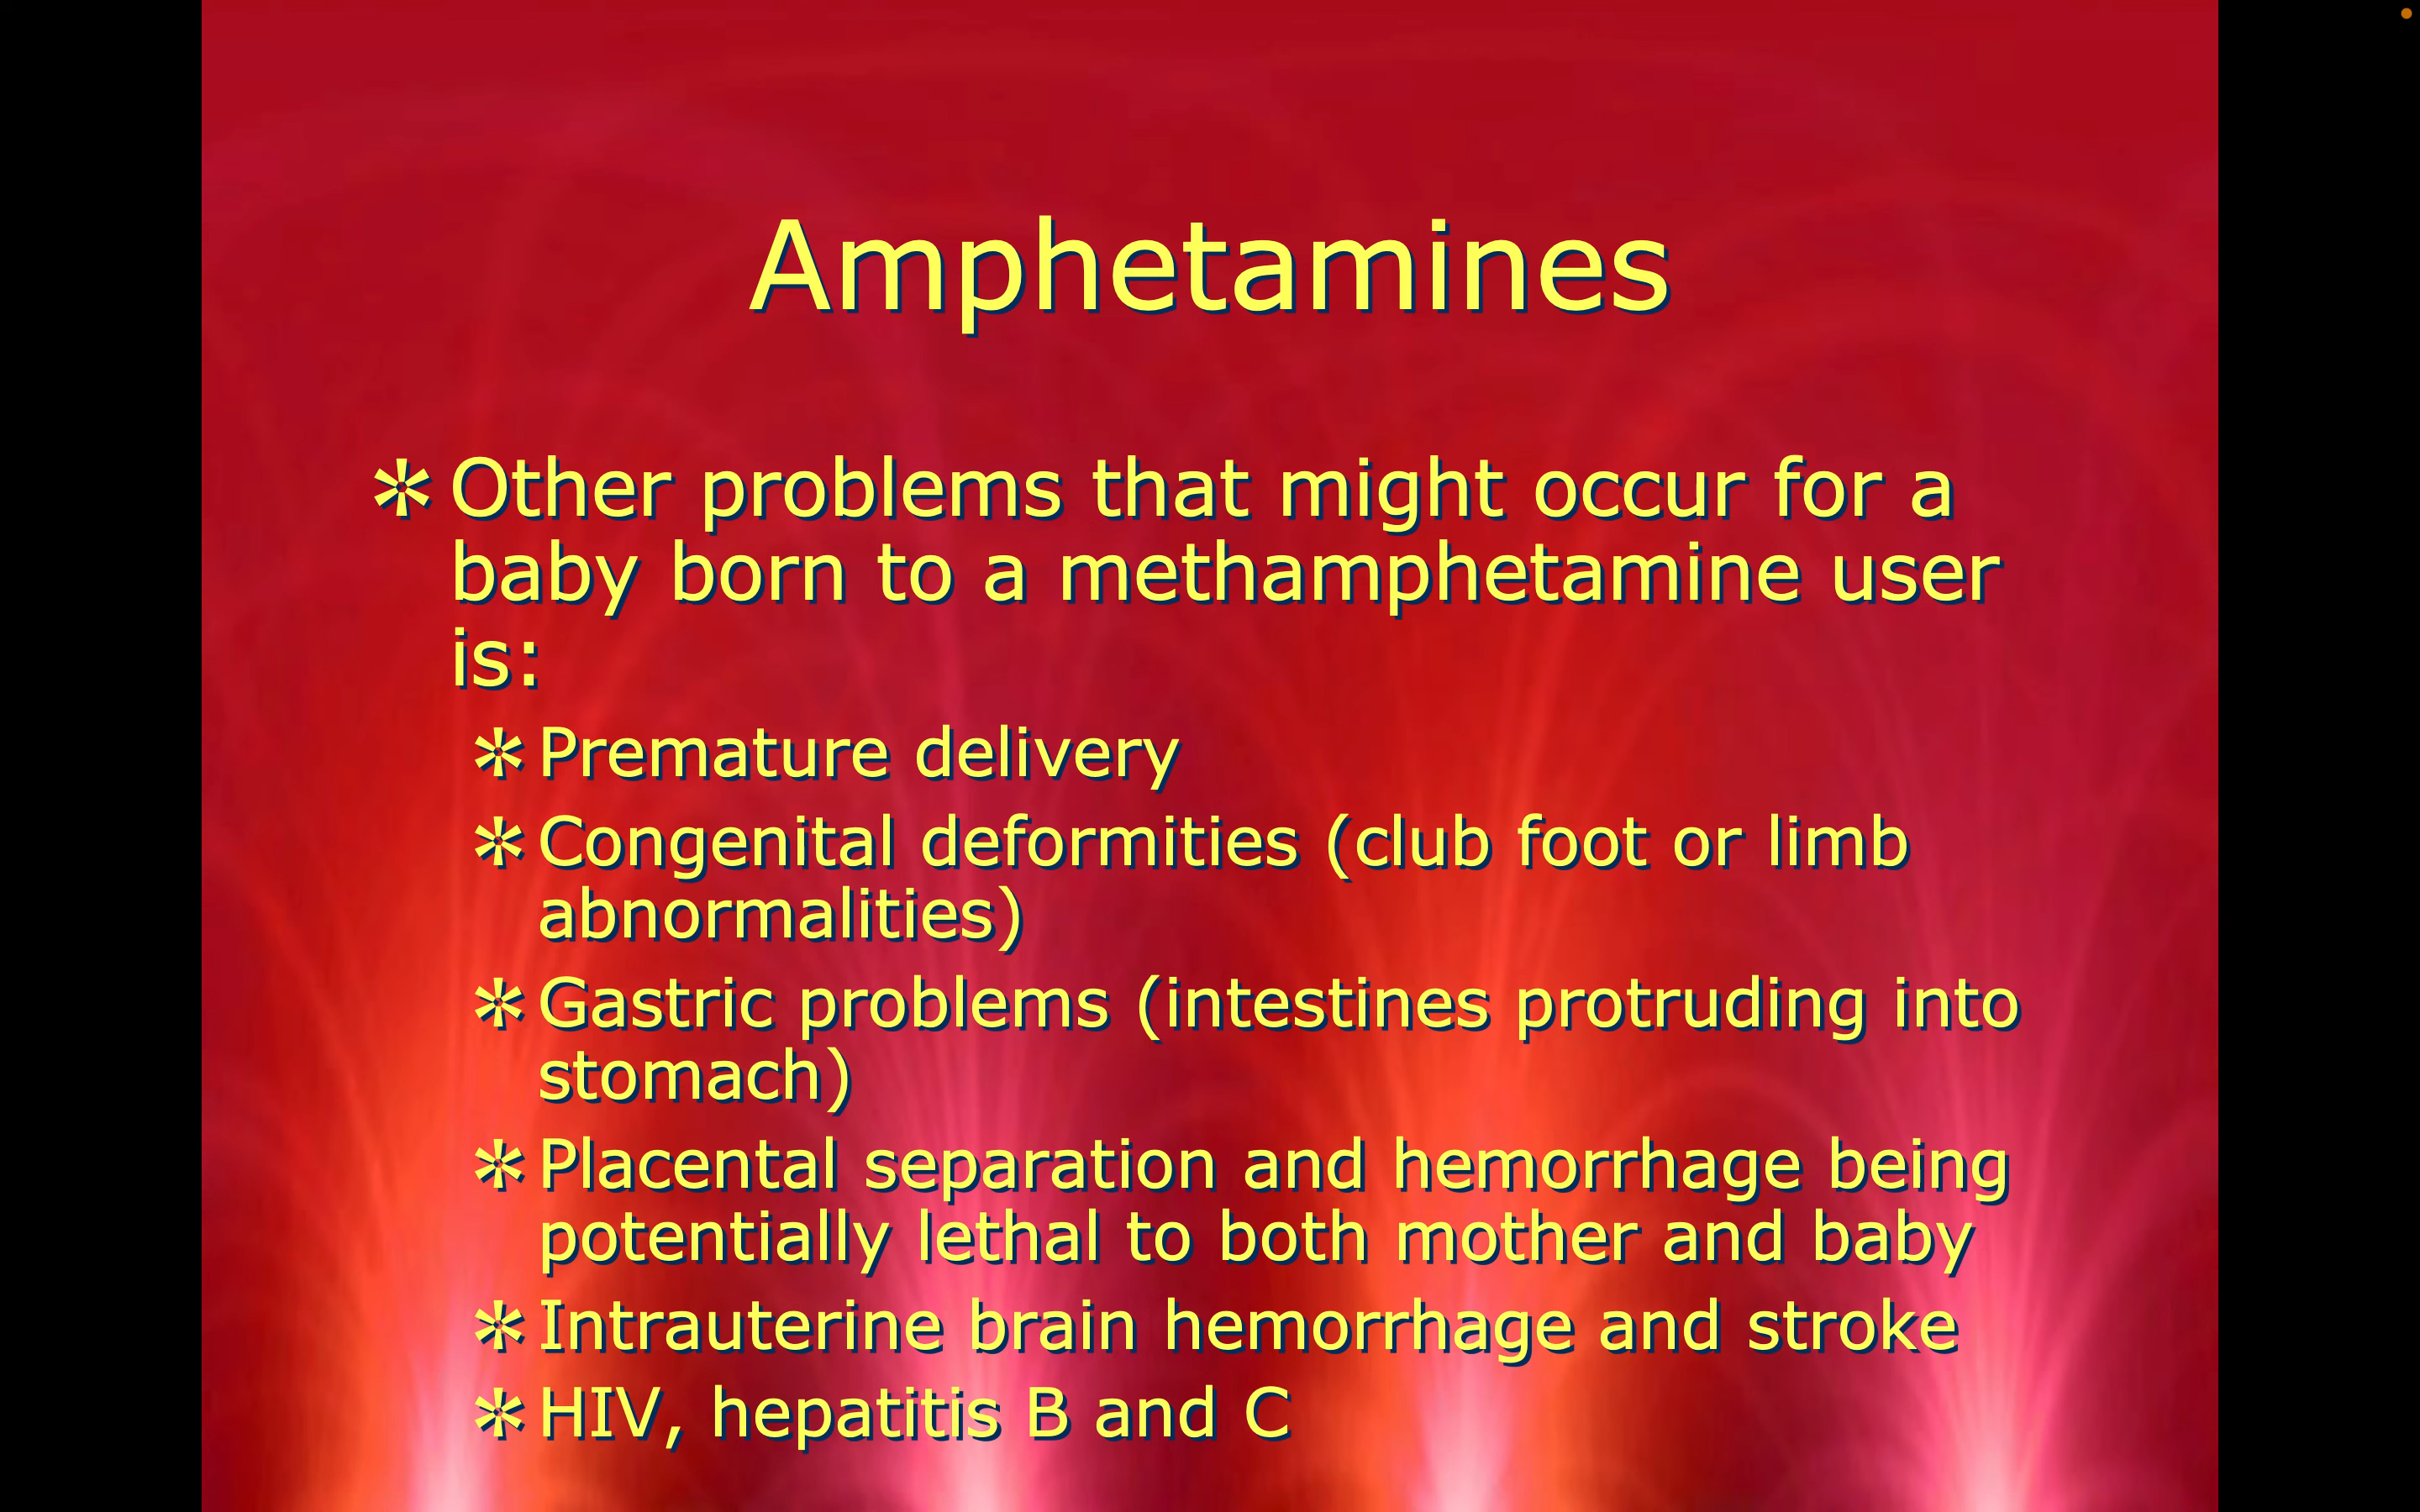 Amphetamines
Other problems that might occur for a
baby born to a methamphetamine user
is:
Premature delivery
Congenital deformities (club foot or limb
abnormalities)
Gastric problems (intestines protruding into
stomach)
Placental separation and hemorrhage being
potentially lethal to both mother and baby
Intrauterine brain hemorrhage and stroke
HIV, hepatitis B and C